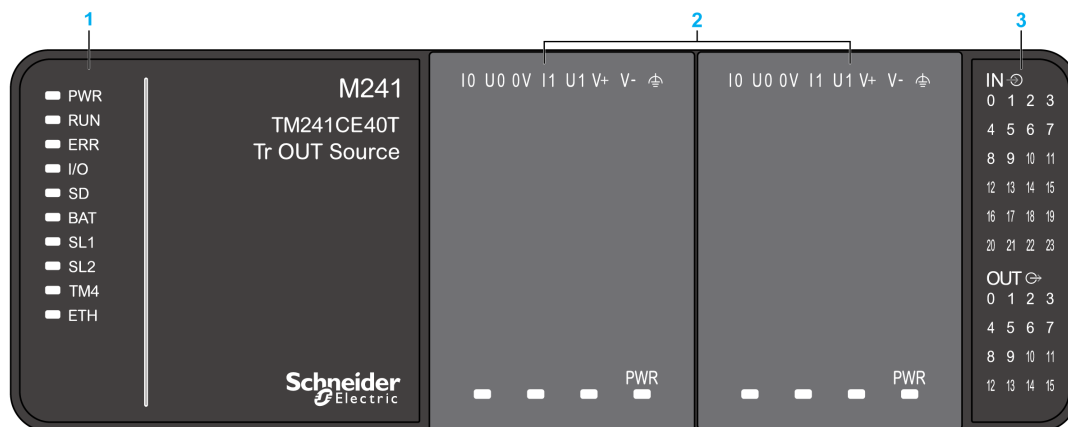 1
2
3
PWR
RUN
ERR
I/O
SD
BAT
SL1
SL2
TM4
ETH
M241
TM241CE40T
Tr OUT Source
Schneider
Electric
I0 U0 0V I1 U1 V+ V-
PWR
I0 U0 0V I1 U1 V+ V-
PWR
IN
0 1 2 3
4 5 6 7
8 9 10 11
12 13 14 15
16 17 18 19
20 21 22 23
OUT
0 1 2 3
4 5 6 7
8 9 10 11
12 13 14 15